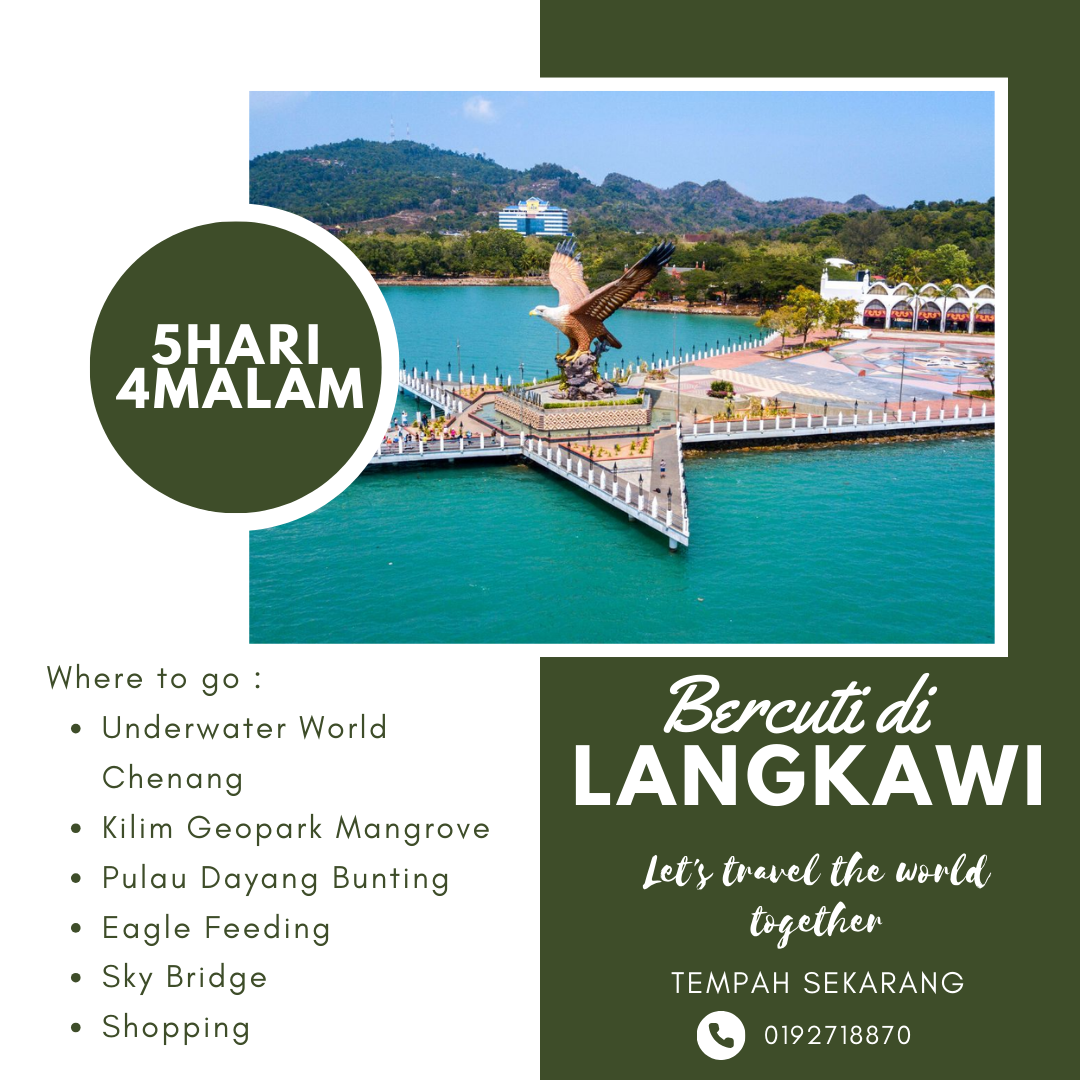 5HARI
4MALAM
Where to go :
• Underwater World
Chenang
• Kilim Geopark Mangrove
• Pulau Dayang Bunting
• Eagle Feeding
• Sky Bridge
• Shopping
Bercuti di
LANGKAWI
Let's travel the world
together
TEMPAH SEKARANG
0192718870